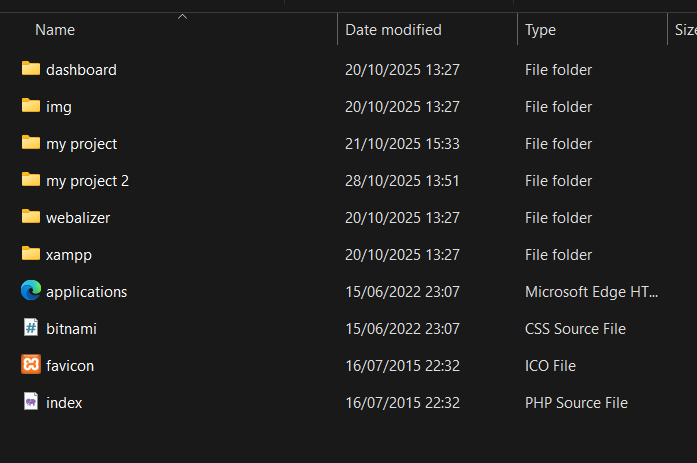 Name Date modified Type Size
dashboard 20/10/2025 13:27 File folder
img 20/10/2025 13:27 File folder
my project 21/10/2025 15:33 File folder
my project 2 28/10/2025 13:51 File folder
webalizer 20/10/2025 13:27 File folder
xampp 20/10/2025 13:27 File folder
applications 15/06/2022 23:07 Microsoft Edge HT...
bitnami 15/06/2022 23:07 CSS Source File
favicon 16/07/2015 22:32 ICO File
index 16/07/2015 22:32 PHP Source File